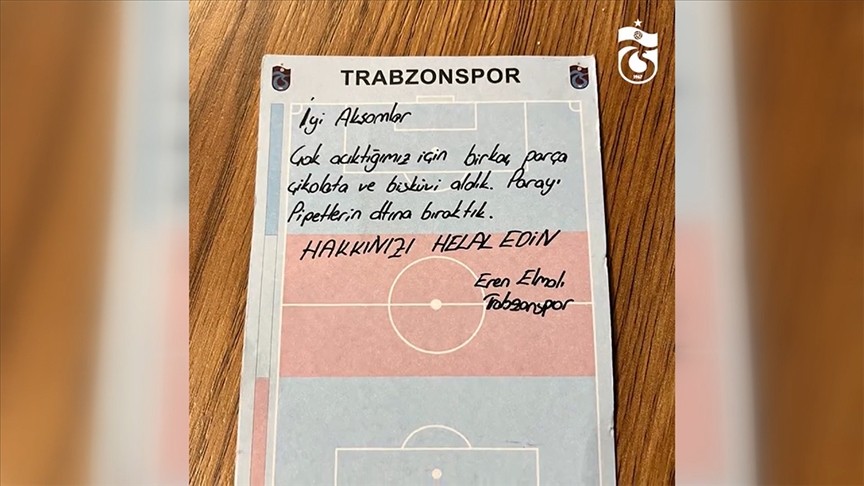 TRABZONSPOR
İyi Akşamlar
Çok acıktığımız için birkaç parça
çikolata ve bisküvi aldık. Parayı
Pipetlerin altına bıraktık.
HAKKINIZI HELAL EDİN
Eren Elmalı
Trabzonspor